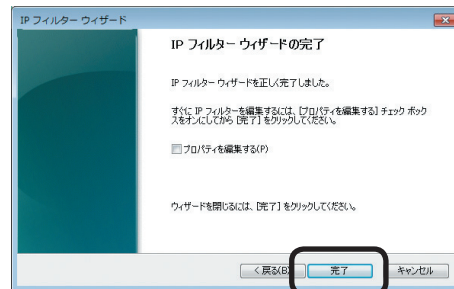 IP フィルター ウィザード
IP フィルター ウィザードの完了
IP フィルター ウィザードを正しく完了しました。
すぐに IP フィルターを編集するには、[プロパティを編集する] チェック ボック
スをオンにしてから [完了] をクリックしてください。
プロパティを編集する(P)
ウィザードを閉じるには、[完了] をクリックしてください。
< 戻る(B) 完了 キャンセル